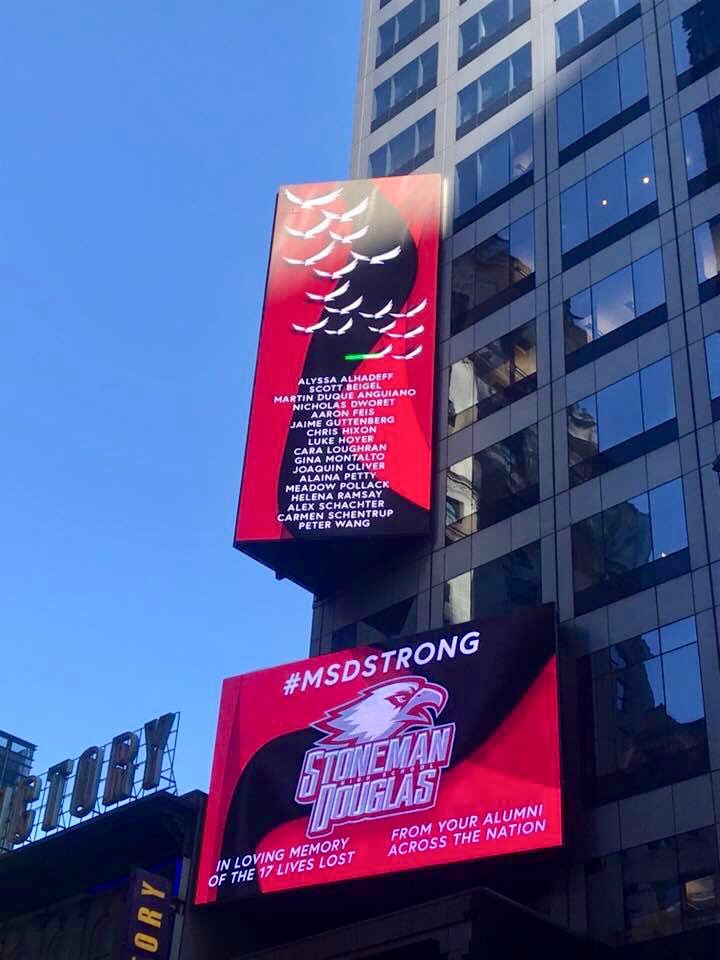 ALYSSA ALHADEFF
SCOTT BEIGEL
MARTIN DUQUE ANGUIANO
NICHOLAS DWORET
AARON FEIS
JAIME GUTTENBERG
CHRIS HIXON
LUKE HOYER
CARA LOUGHRAN
GINA MONTALTO
JOAQUIN OLIVER
ALAINA PETTY
MEADOW POLLACK
HELENA RAMSAY
ALEX SCHACHTER
CARMEN SCHENTRUP
PETER WANG
#MSDSTRONG
STONEMAN
HIGH SCHOOL
DOUGLAS
IN LOVING MEMORY
OF THE 17 LIVES LOST
FROM YOUR ALUMNI
ACROSS THE NATION
STORY
ORY